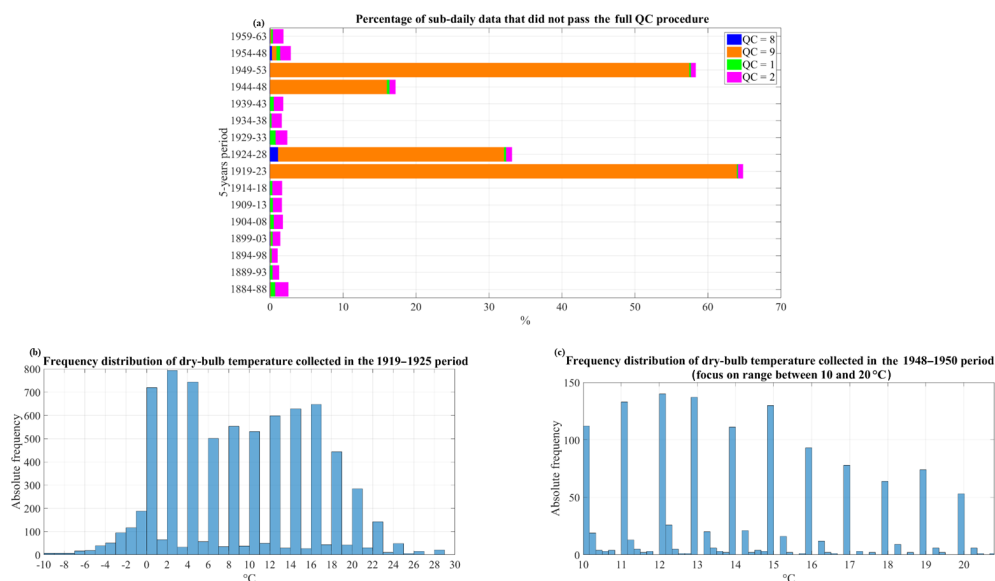 (a)
Percentage of sub-daily data that did not pass the full QC procedure
1959-63
1954-48
1949-53
1944-48
1939-43
1934-38
1929-33
1924-28
1919-23
1914-18
1909-13
1904-08
1899-03
1894-98
1889-93
1884-88
5-years period
QC = 8
QC = 9
QC = 1
QC = 2
0 10 20 30 40 50 60 70
%
(b)
Frequency distribution of dry-bulb temperature collected in the 1919–1925 period
800
700
600
500
400
300
200
100
0
Absolute frequency
-10 -8 -6 -4 -2 0 2 4 6 8 10 12 14 16 18 20 22 24 26 28 30
°C
(c)
Frequency distribution of dry-bulb temperature collected in the 1948–1950 period
(focus on range between 10 and 20 °C)
150
100
50
0
Absolute frequency
10 11 12 13 14 15 16 17 18 19 20
°C